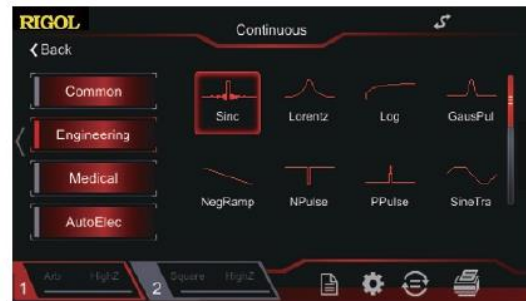 RIGOL
Continuous
Back
Common
Engineering
Medical
AutoElec
Sinc
Lorentz
Log
GausPul
NegRamp
NPulse
PPulse
SineTra
1
Arb
HighZ
2
Square
HighZ